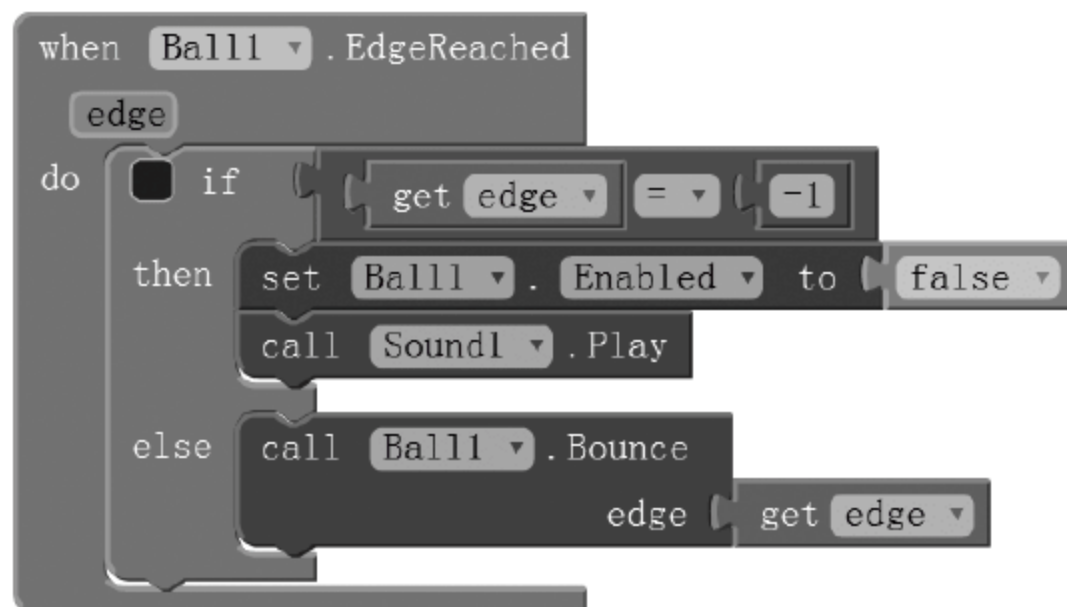 when Ball1 . EdgeReached
edge
do if get edge = -1
then set Ball1 . Enabled to false
call Sound1 . Play
else call Ball1 . Bounce
edge get edge